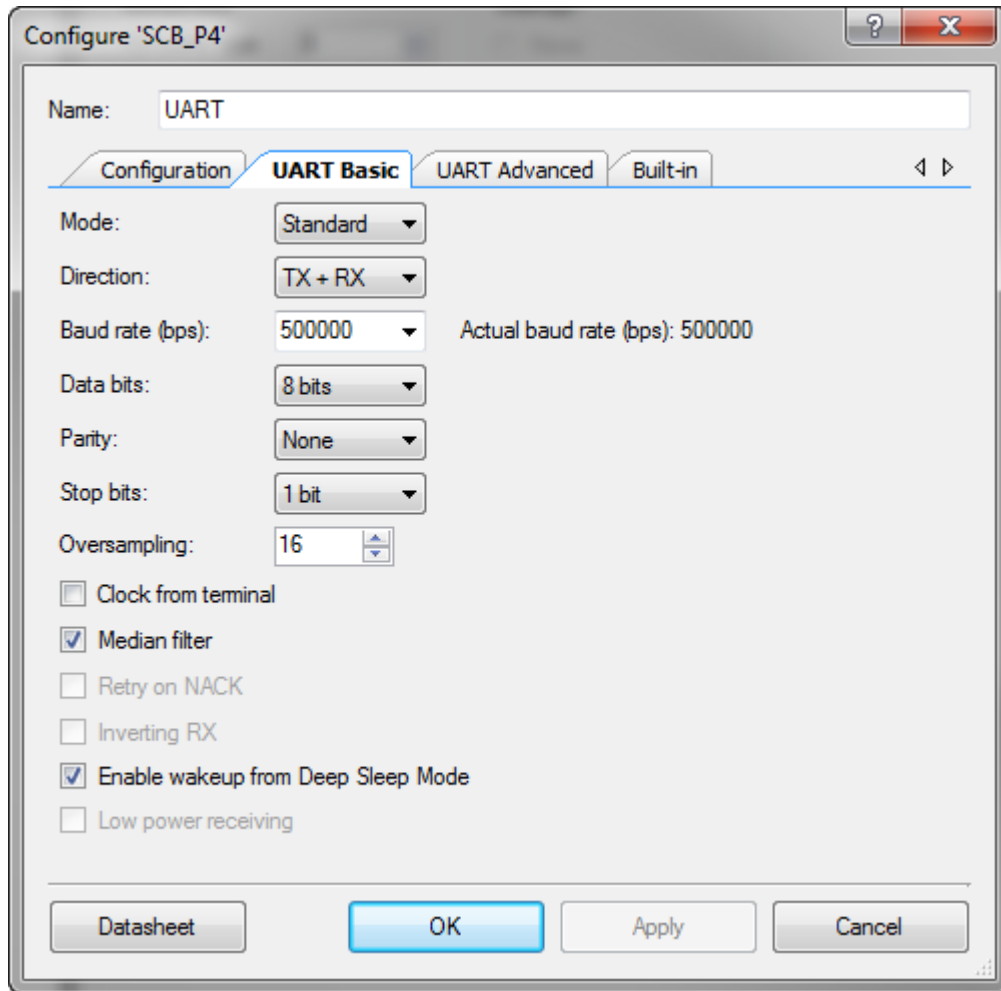 Configure 'SCB_P4'
Name: UART
Configuration UART Basic UART Advanced Built-in
Mode: Standard
Direction: TX + RX
Baud rate (bps): 500000 Actual baud rate (bps): 500000
Data bits: 8 bits
Parity: None
Stop bits: 1 bit
Oversampling: 16
Clock from terminal
Median filter
Retry on NACK
Inverting RX
Enable wakeup from Deep Sleep Mode
Low power receiving
Datasheet OK Apply Cancel